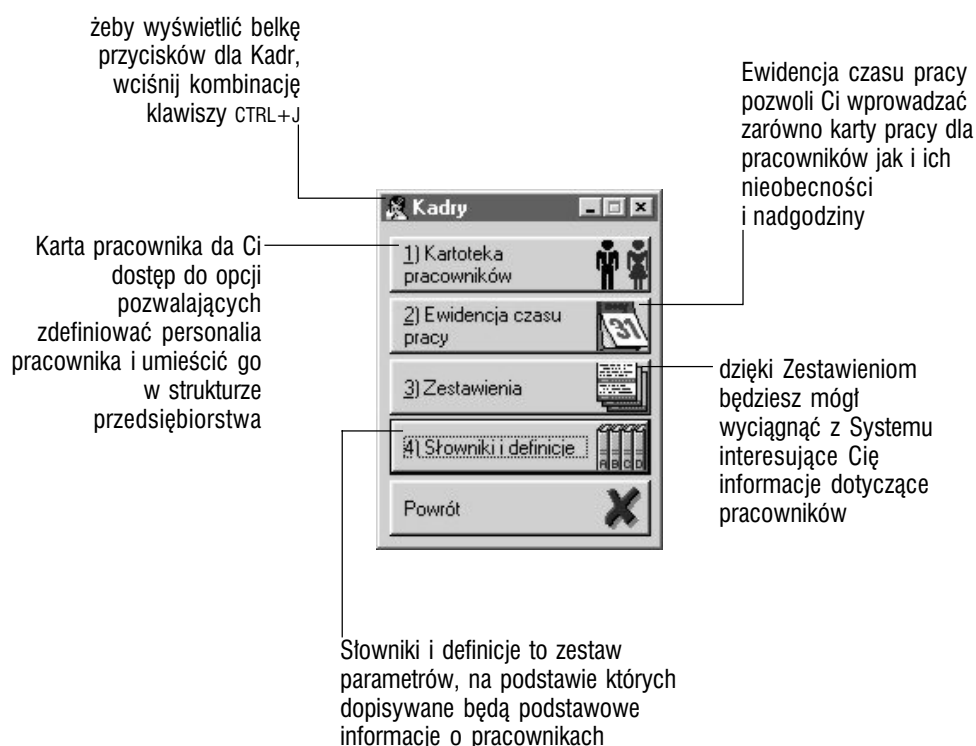 żeby wyświetlić belkę
przycisków dla Kadr,
wciśnij kombinację
klawiszy CTRL+J
Ewidencja czasu pracy
pozwoli Ci wprowadzać
zarówno karty pracy dla
pracowników jak i ich
nieobecności
i nadgodziny
Karta pracownika da Ci
dostęp do opcji
pozwalających
zdefiniować personalia
pracownika i umieścić go
w strukturze
przedsiębiorstwa
Kadry
1) Kartoteka
pracowników
2) Ewidencja czasu
pracy
31
3) Zestawienia
4) Słowniki i definicje
A B C D
Powrót
dzięki Zestawieniom
będziesz mógł
wyciągnąć z Systemu
interesujące Cię
informacje dotyczące
pracowników
Słowniki i definicje to zestaw
parametrów, na podstawie których
dopisywane będą podstawowe
informacje o pracownikach